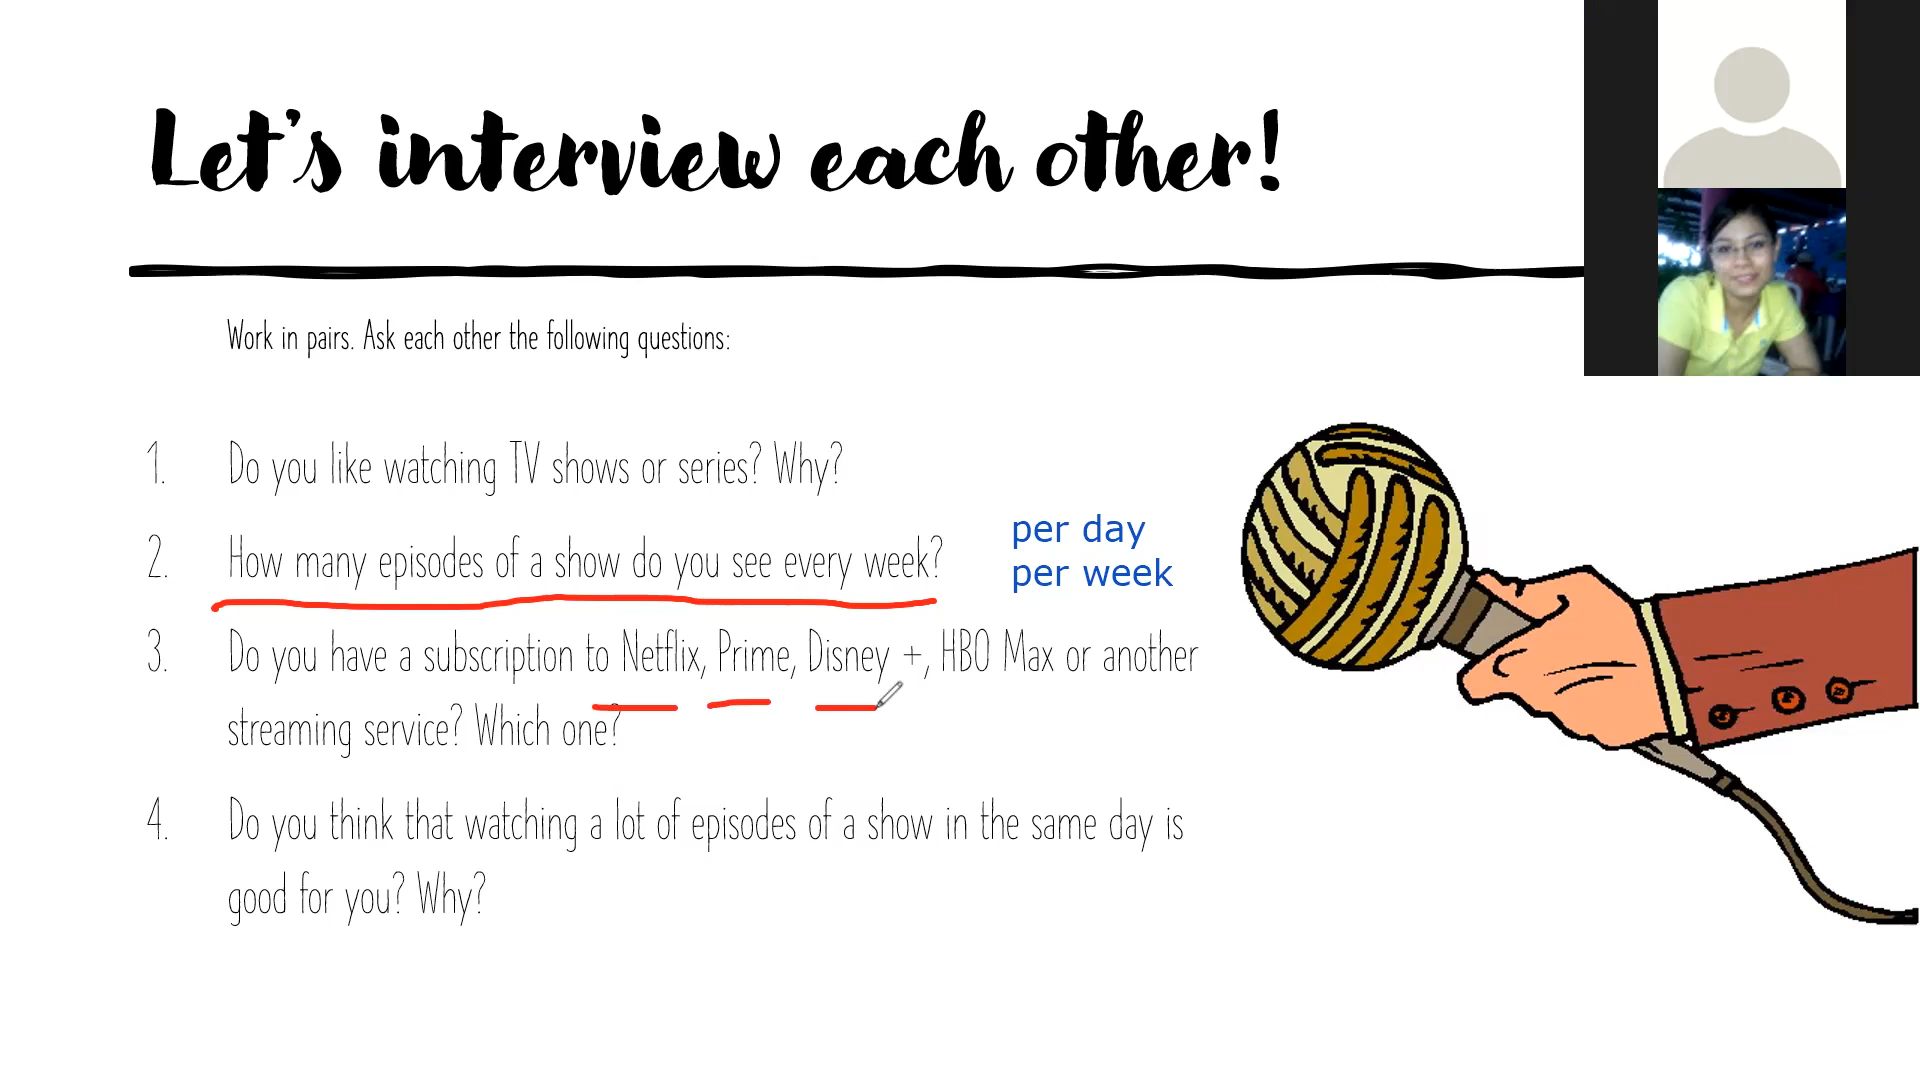 Let's interview each other!
Work in pairs. Ask each other the following questions:
1. Do you like watching TV shows or series? Why?
2. How many episodes of a show do you see every week?
per day
per week
3. Do you have a subscription to Netflix, Prime, Disney +, HBO Max or another
streaming service? Which one?
4. Do you think that watching a lot of episodes of a show in the same day is
good for you? Why?